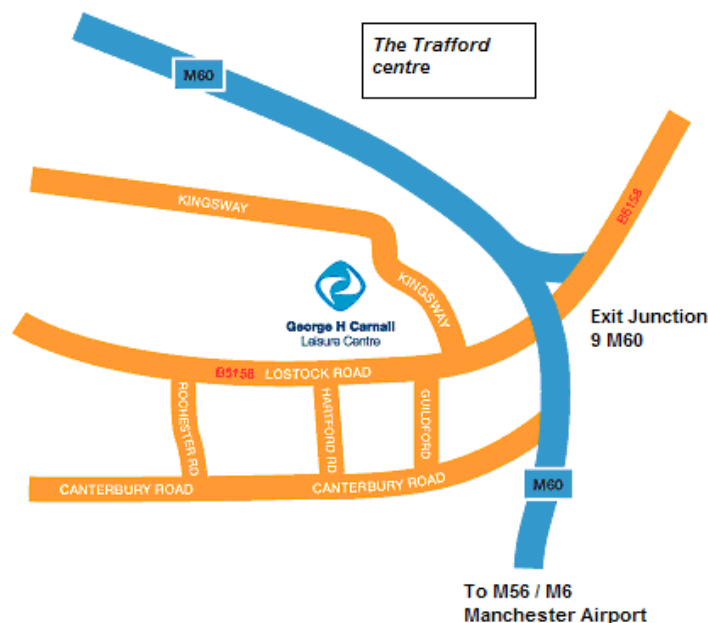 The Trafford
centre
M60
B5158
KINGSWAY
KINGSWAY
George H Carnall
Leisure Centre
Exit Junction
9 M60
B5158 LOSTOCK ROAD
ROCHESTER RD
HARTFORD RD
GUILDFORD
CANTERBURY ROAD
CANTERBURY ROAD
M60
To M56 / M6
Manchester Airport